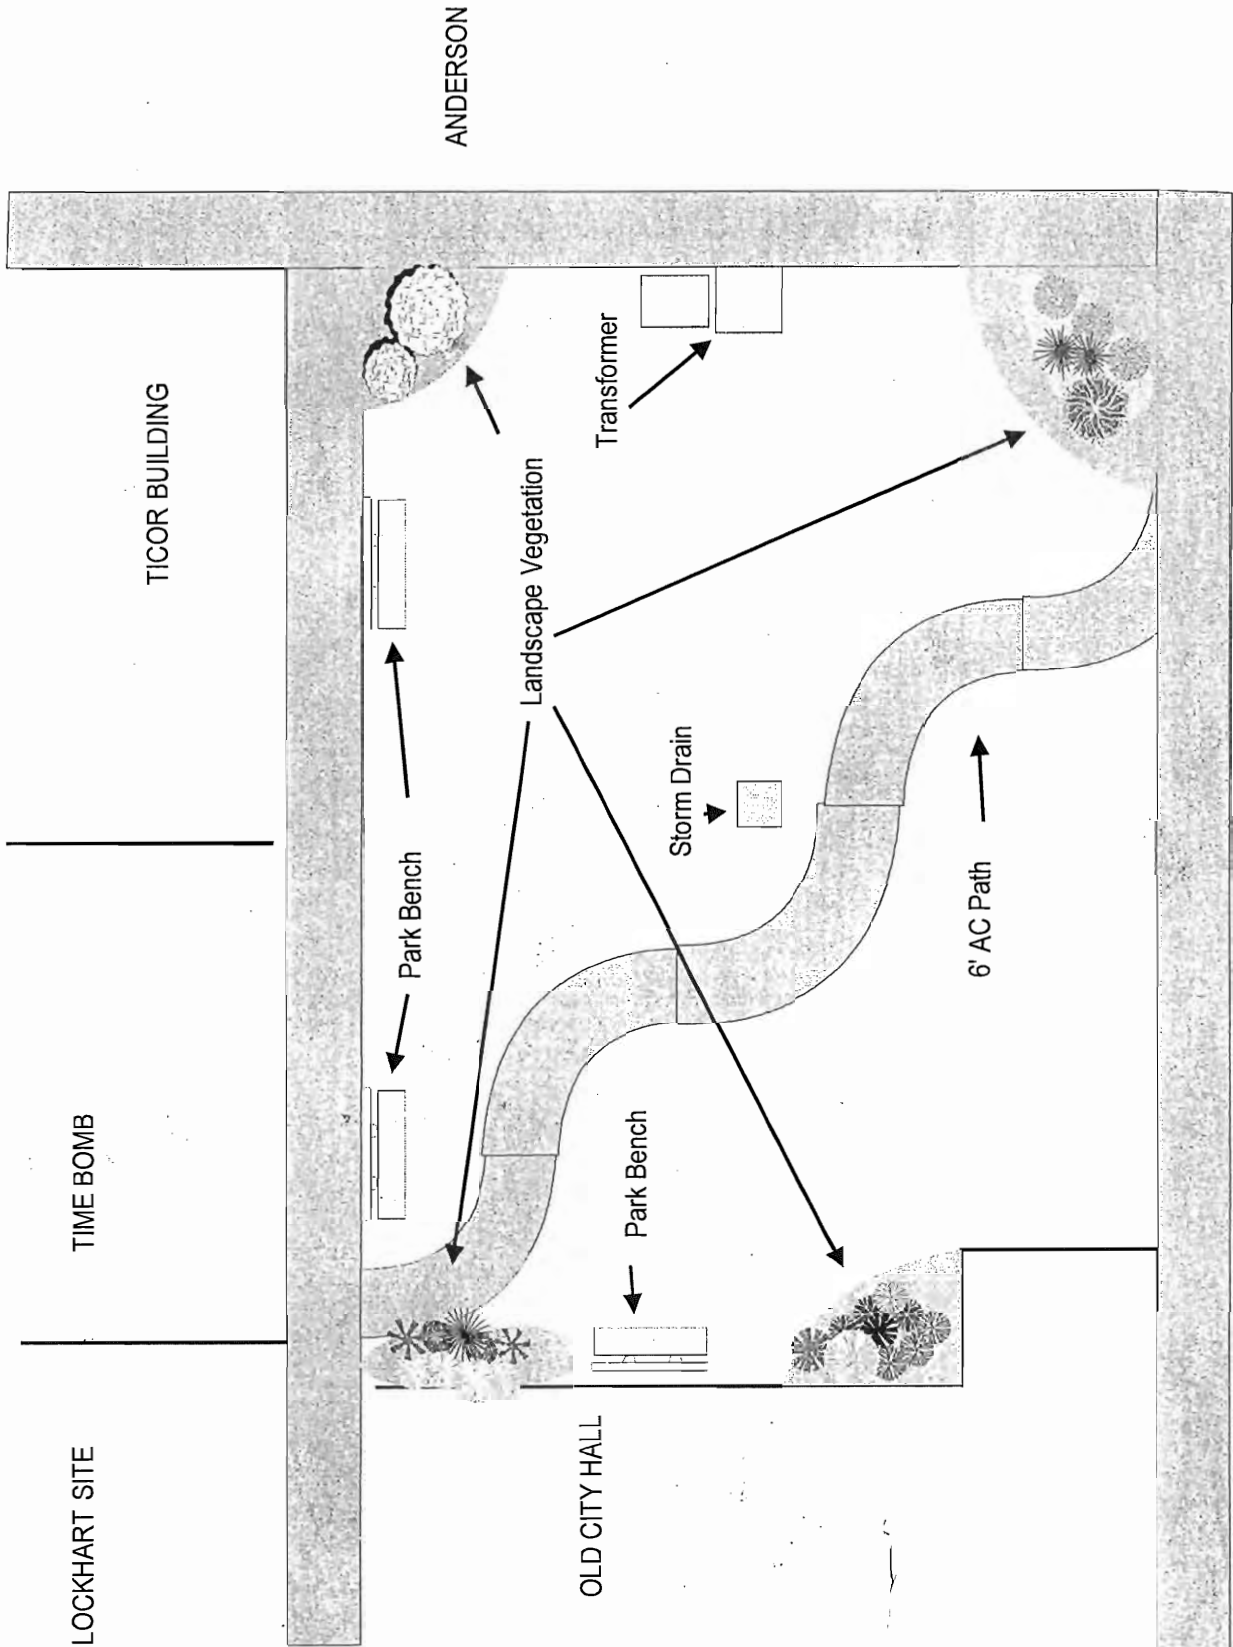 LOCKHART SITE
TIME BOMB
TICOR BUILDING
Park Bench
ANDERSON
Landscape Vegetation
Transformer
Park Bench
Storm Drain
OLD CITY HALL
6' AC Path